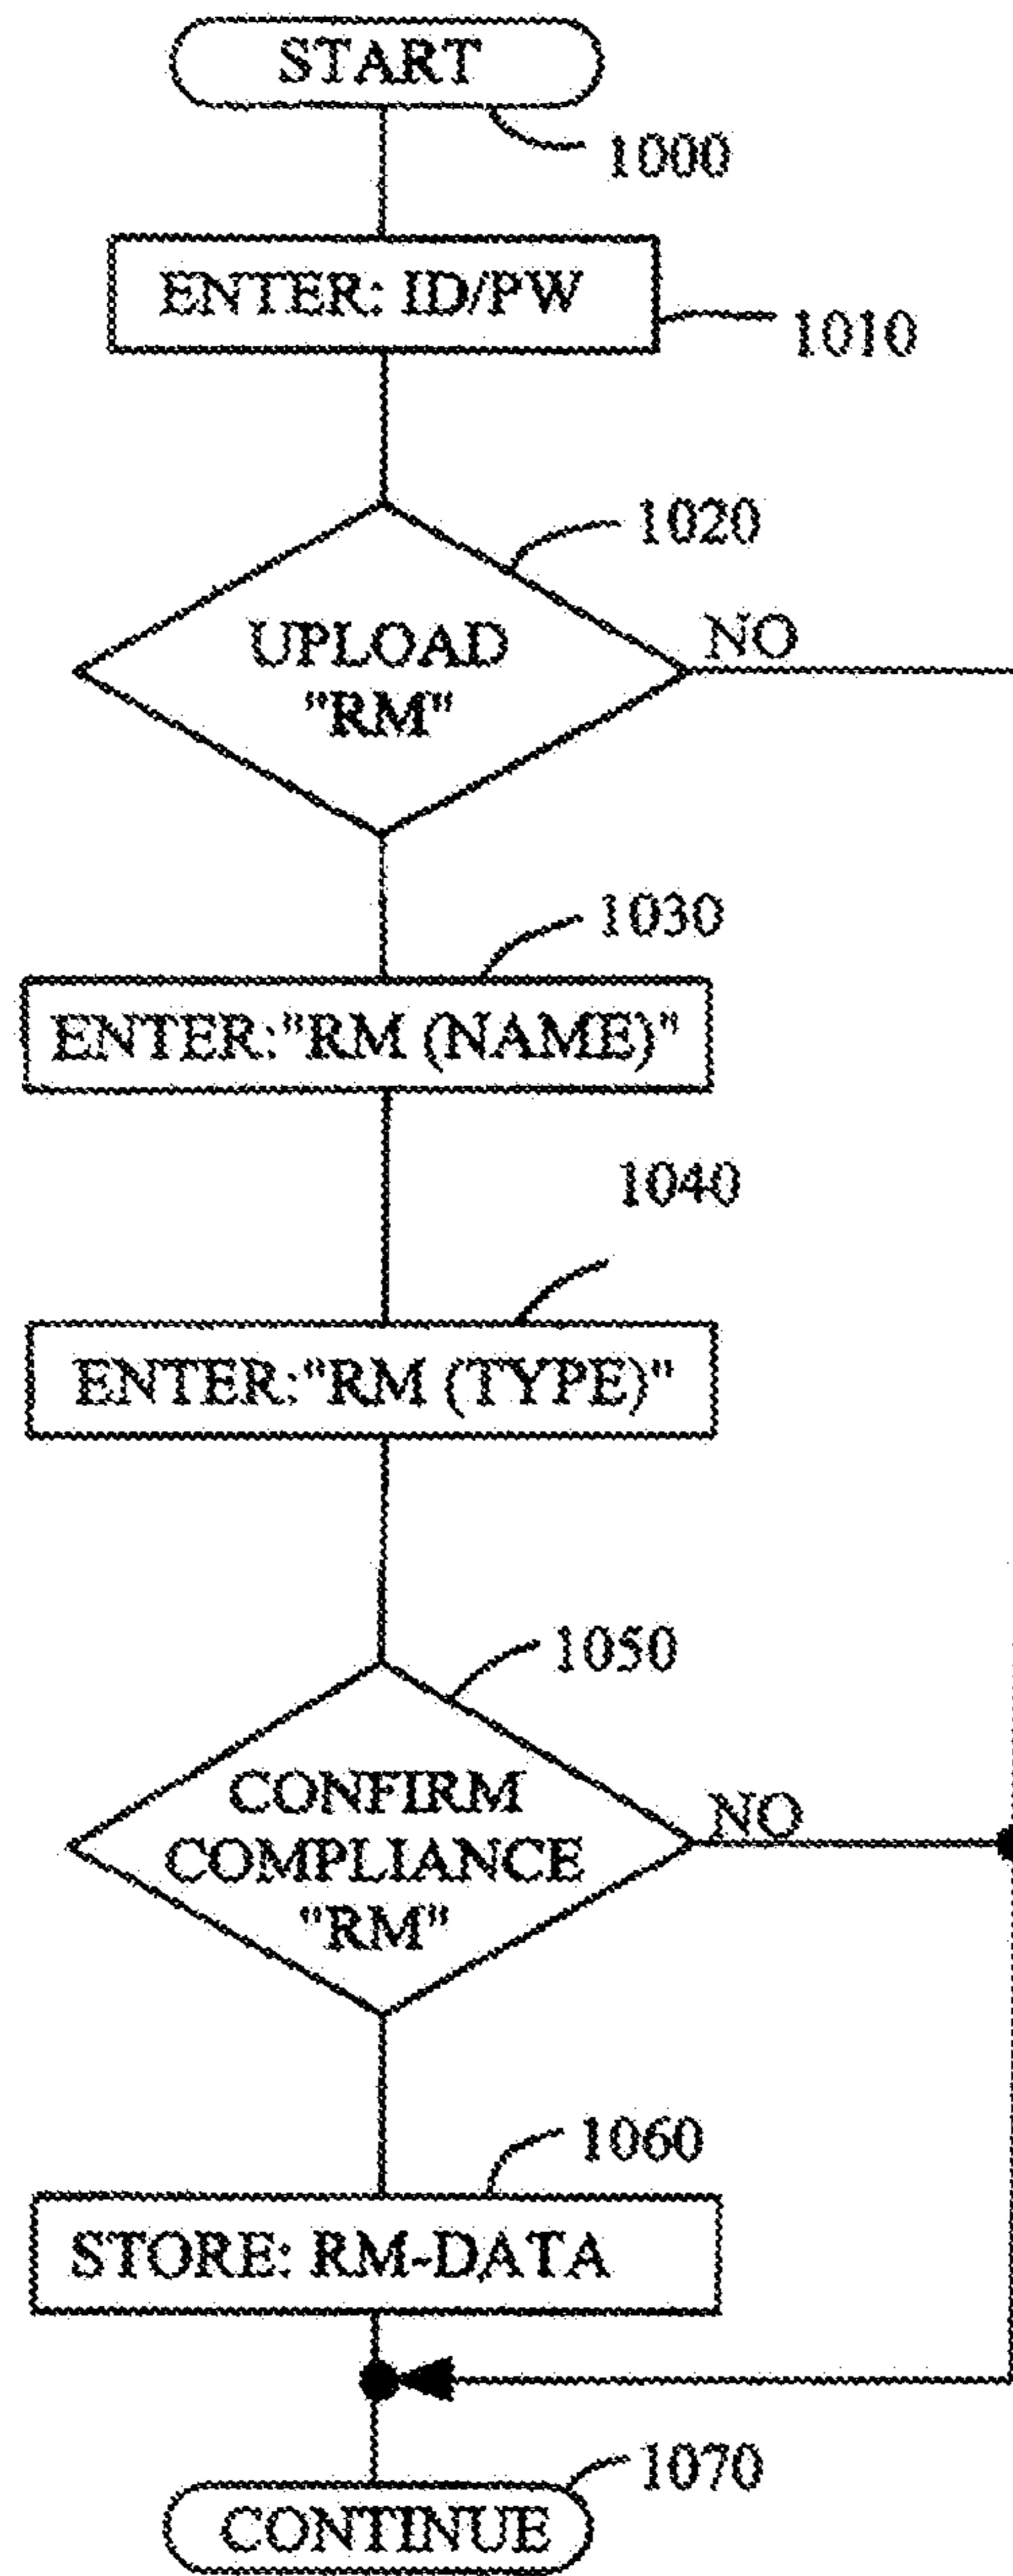 START
1000
ENTER: ID/PW
1010
1020
UPLOAD
"RM"
NO
1030
ENTER:"RM (NAME)"
1040
ENTER:"RM (TYPE)"
1050
CONFIRM
COMPLIANCE
"RM"
NO
1060
STORE: RM-DATA
1070
CONTINUE